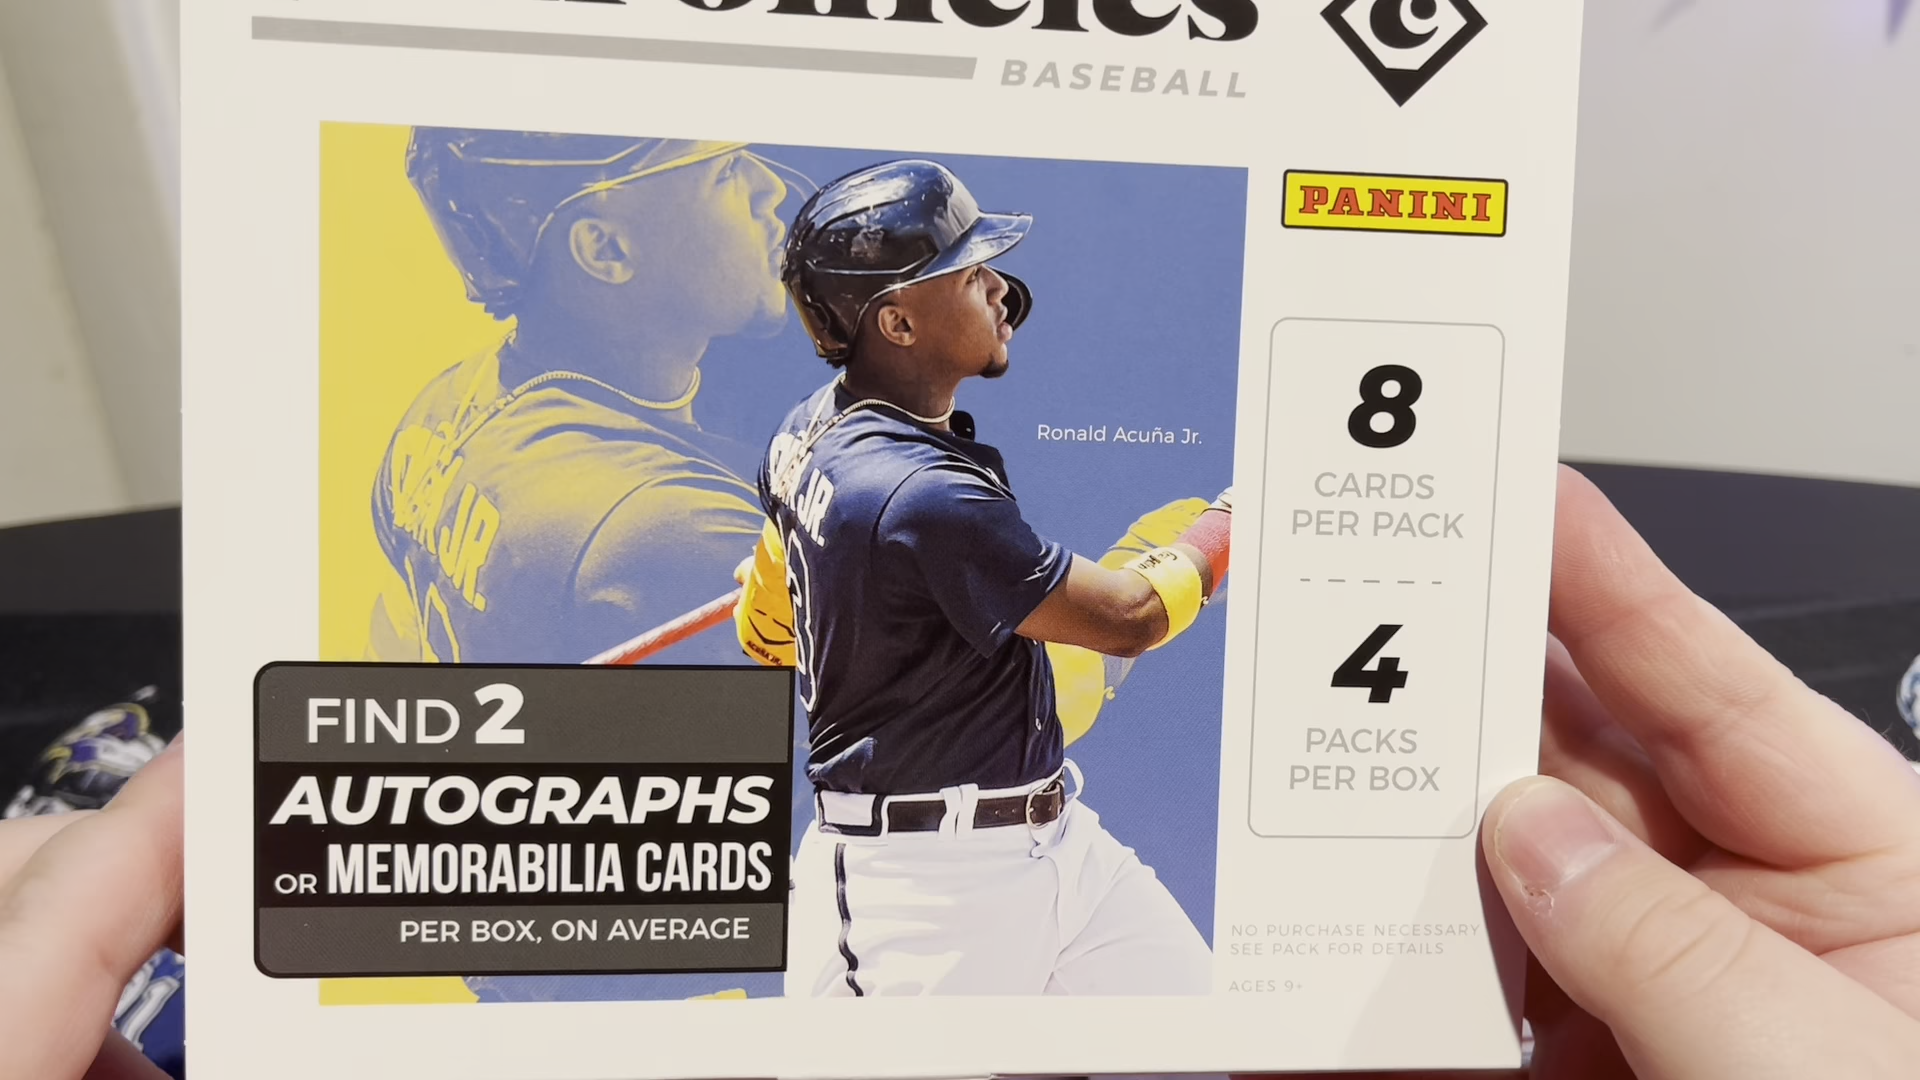 BASEBALL
PANINI
Ronald Acuña Jr.
8
CARDS
PER PACK
4
PACKS
PER BOX
FIND 2
AUTOGRAPHS
OR MEMORABILIA CARDS
PER BOX, ON AVERAGE
NO PURCHASE NECESSARY
SEE PACK FOR DETAILS
AGES 9+